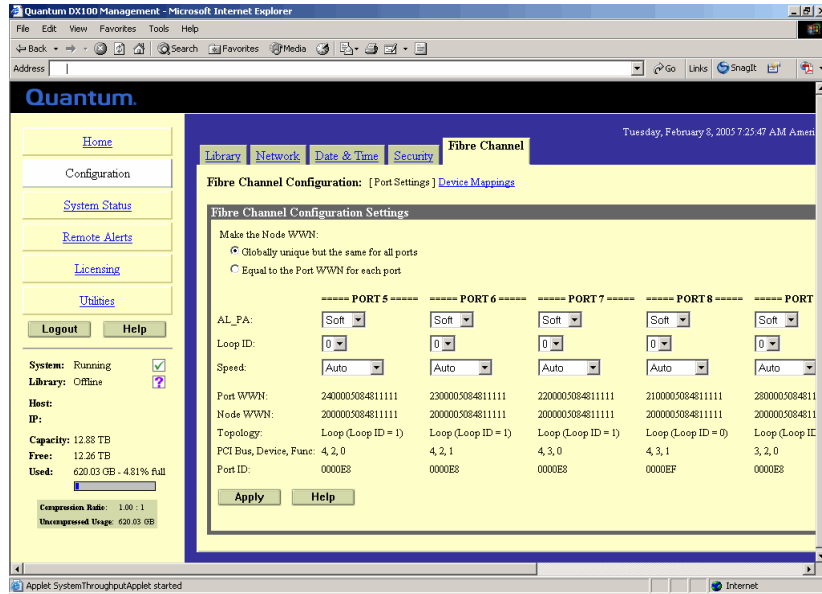 Quantum DX100 Management - Microsoft Internet Explorer
File Edit View Favorites Tools Help
Back Search Favorites Media
Address Go Links SnagIt
Quantum.
Tuesday, February 8, 2005 7:25:47 AM Ameri
Home
Configuration
System Status
Remote Alerts
Licensing
Utilities
Logout Help
System: Running
Library: Offline
Host:
IP:
Capacity: 12.88 TB
Free: 12.26 TB
Used: 620.03 GB - 4.81% full
Compression Ratio: 1.00 : 1
Uncompressed Usage: 620.03 GB
Library Network Date & Time Security Fibre Channel
Fibre Channel Configuration: [ Port Settings ] Device Mappings
Fibre Channel Configuration Settings
Make the Node WWN:
Globally unique but the same for all ports
Equal to the Port WWN for each port
===== PORT 5 ===== ===== PORT 6 ===== ===== PORT 7 ===== ===== PORT 8 ===== ===== PORT
AL_PA: Soft Soft Soft Soft Soft
Loop ID: 0 0 0 0 0
Speed: Auto Auto Auto Auto Auto
Port WWN: 2400005084811111 2300005084811111 2200005084811111 2100005084811111 2800005084811
Node WWN: 2000005084811111 2000005084811111 2000005084811111 2000005084811111 2000005084811
Topology: Loop (Loop ID = 1) Loop (Loop ID = 1) Loop (Loop ID = 1) Loop (Loop ID = 0) Loop (Loop ID
PCI Bus, Device, Func: 4, 2, 0 4, 2, 1 4, 3, 0 4, 3, 1 3, 2, 0
Port ID: 0000E8 0000E8 0000E8 0000EF 0000E8
Apply Help
Applet SystemThroughputApplet started Internet